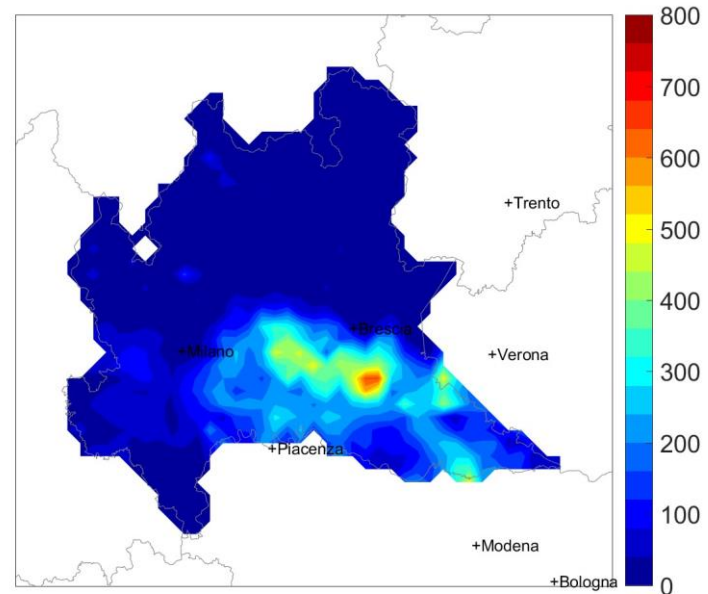 800
700
600
+Trento
500
400
+Brescia
+Milano
+Verona
300
200
+Piacenza
100
+Modena
+Bologna
0